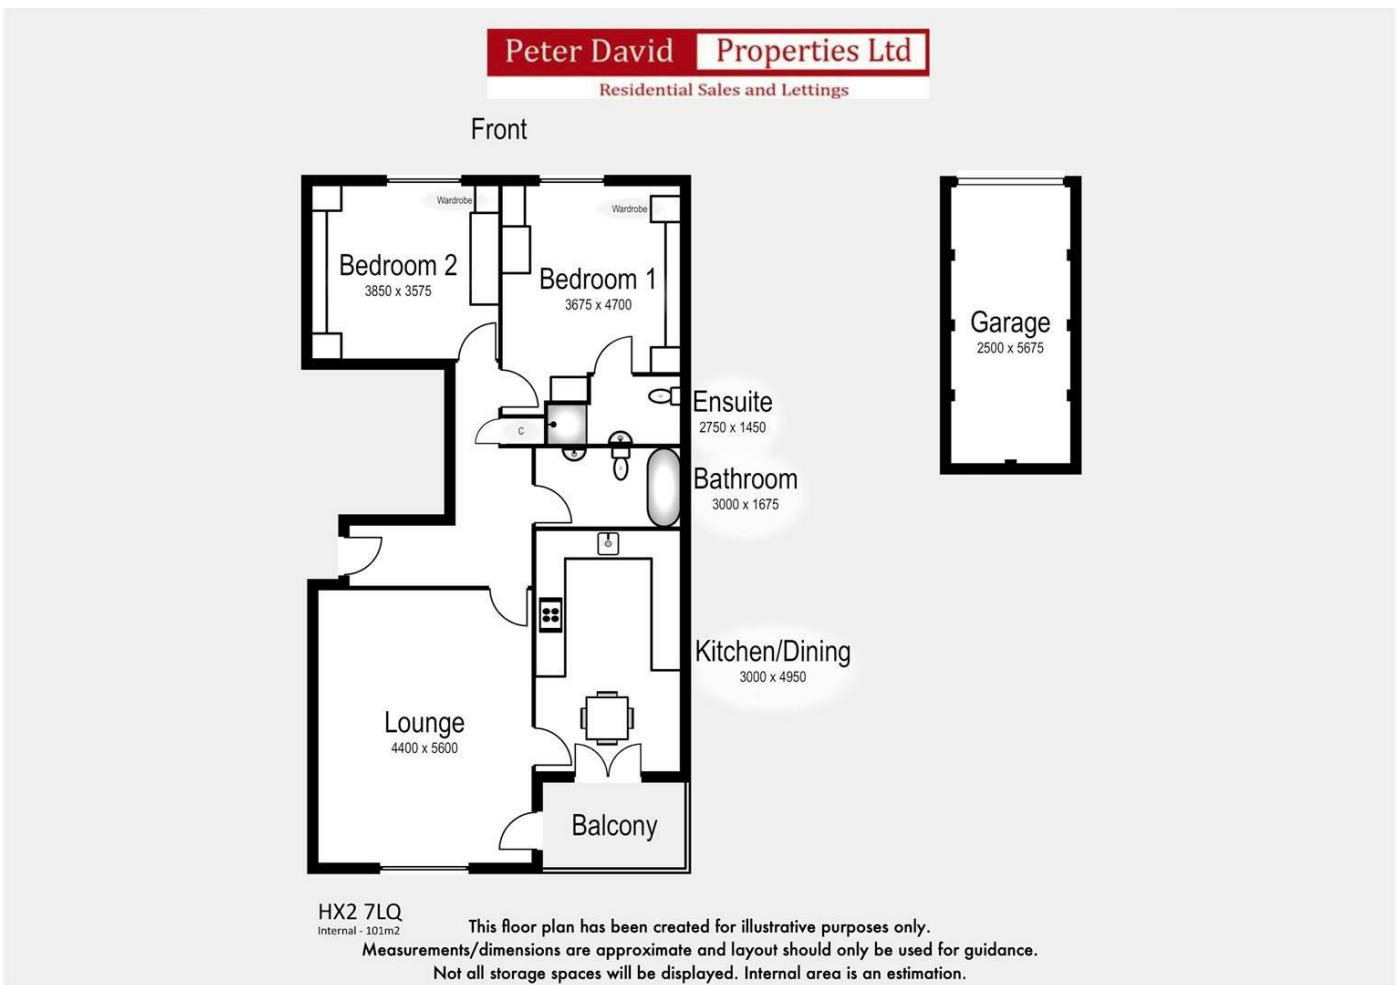 Peter David Properties Ltd
Residential Sales and Lettings
Front
Wardrobe
Bedroom 2
3850 x 3575
Wardrobe
Bedroom 1
3675 x 4700
Garage
2500 x 5675
Ensuite
2750 x 1450
C
Bathroom
3000 x 1675
Kitchen/Dining
3000 x 4950
Lounge
4400 x 5600
Balcony
HX2 7LQ
Internal - 101m2
This floor plan has been created for illustrative purposes only.
Measurements/dimensions are approximate and layout should only be used for guidance.
Not all storage spaces will be displayed. Internal area is an estimation.